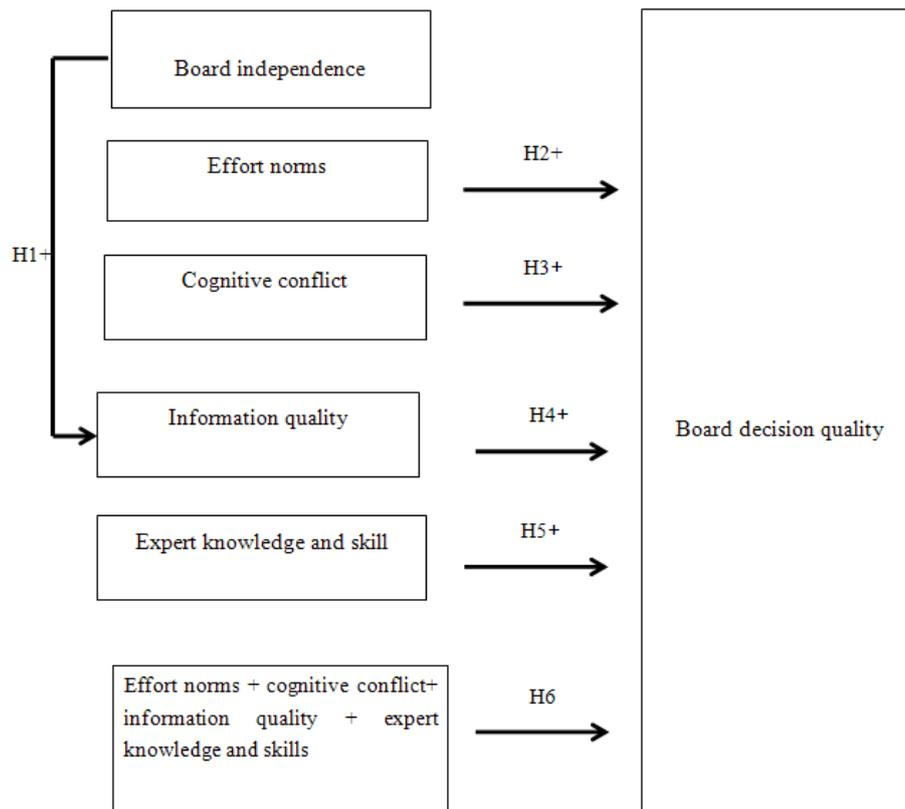 Board independence
H2+
Effort norms
H1+
H3+
Cognitive conflict
H4+
Information quality
Board decision quality
H5+
Expert knowledge and skill
H6
Effort norms + cognitive conflict+
information quality + expert
knowledge and skills